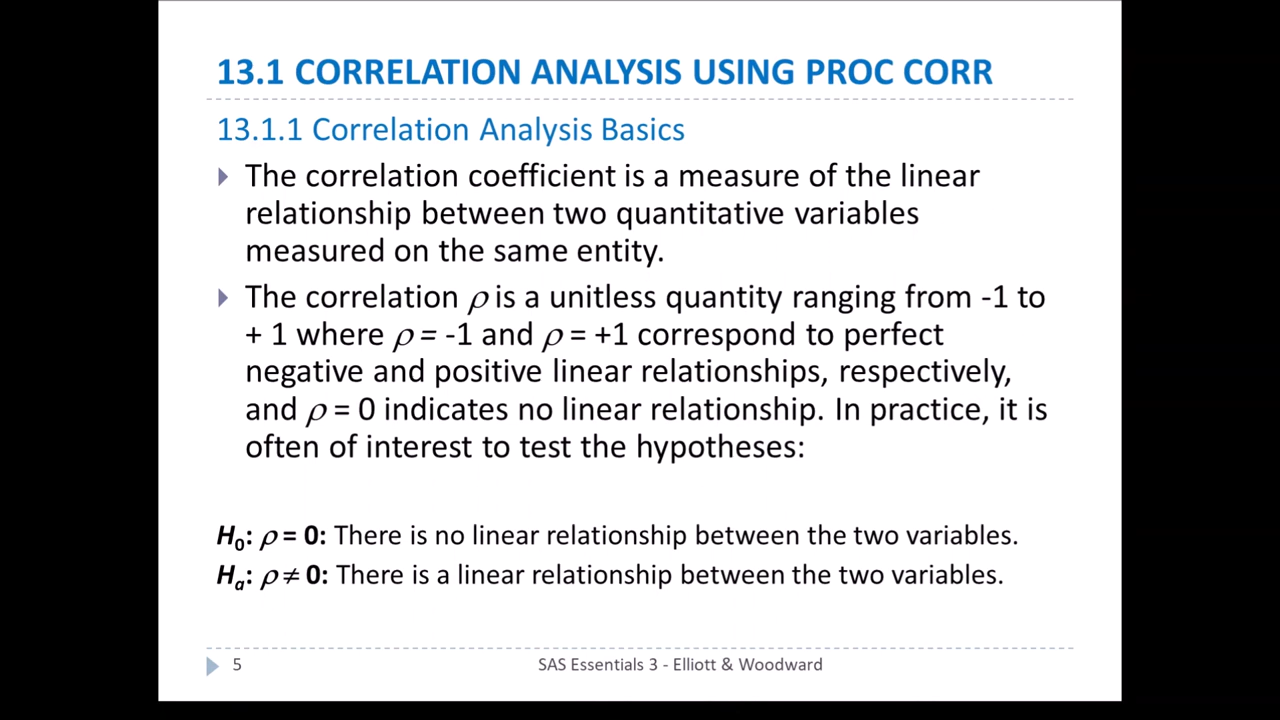 13.1 CORRELATION ANALYSIS USING PROC CORR
13.1.1 Correlation Analysis Basics
The correlation coefficient is a measure of the linear
relationship between two quantitative variables
measured on the same entity.
The correlation ρ is a unitless quantity ranging from -1 to
+ 1 where ρ = -1 and ρ = +1 correspond to perfect
negative and positive linear relationships, respectively,
and ρ = 0 indicates no linear relationship. In practice, it is
often of interest to test the hypotheses:
H₀: ρ = 0: There is no linear relationship between the two variables.
Hₐ: ρ ≠ 0: There is a linear relationship between the two variables.
5
SAS Essentials 3 - Elliott & Woodward